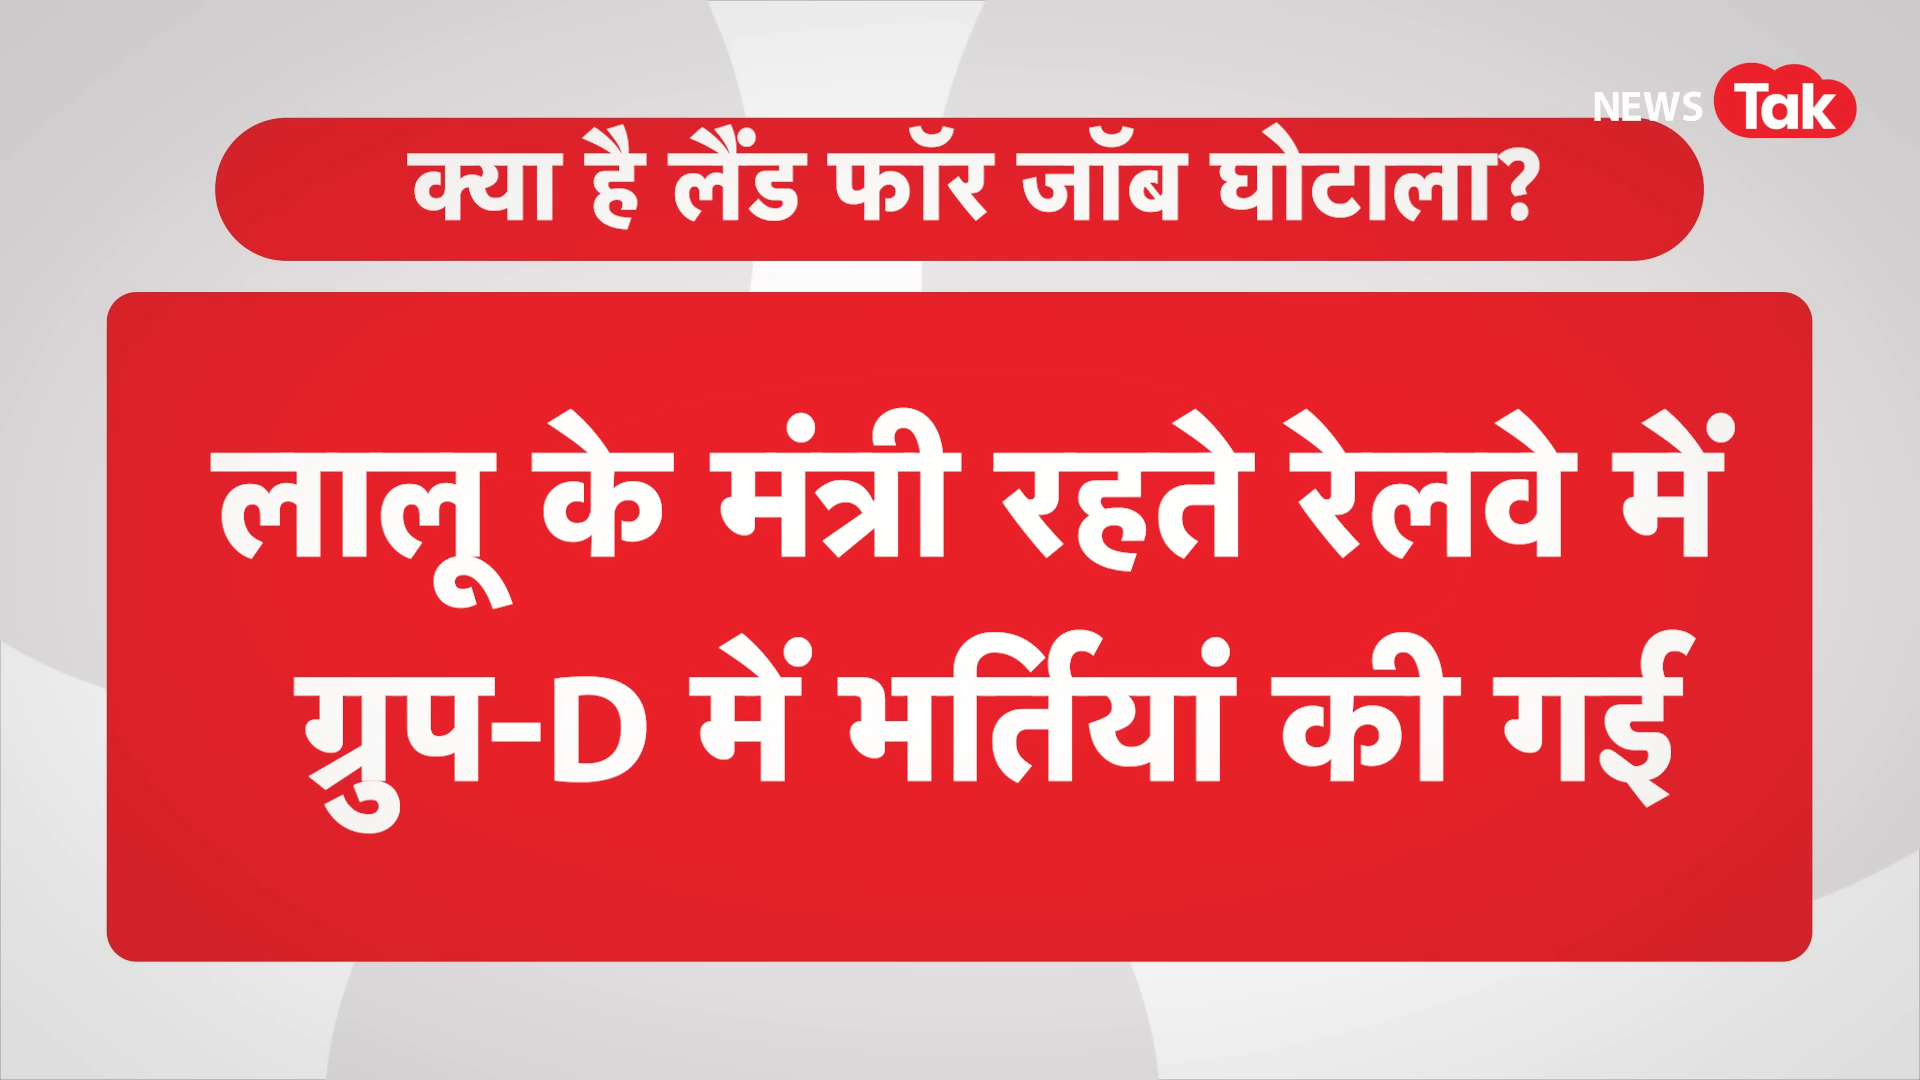 NEWS Tak
क्या है लैंड फॉर जॉब घोटाला?
लालू के मंत्री रहते रेलवे में
ग्रुप-D में भर्तियां की गई